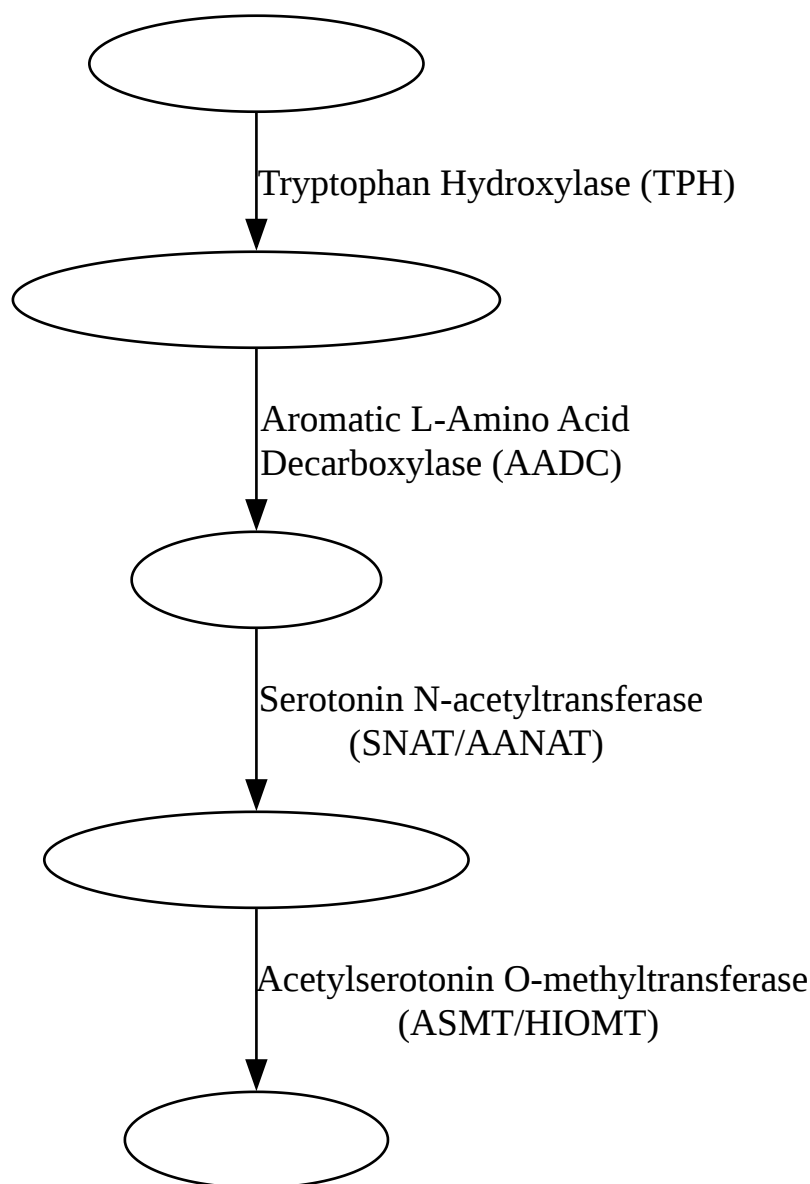 Tryptophan Hydroxylase (TPH)
Aromatic L-Amino Acid
Decarboxylase (AADC)
Serotonin N-acetyltransferase
(SNAT/AANAT)
Acetylserotonin O-methyltransferase
(ASMT/HIOMT)